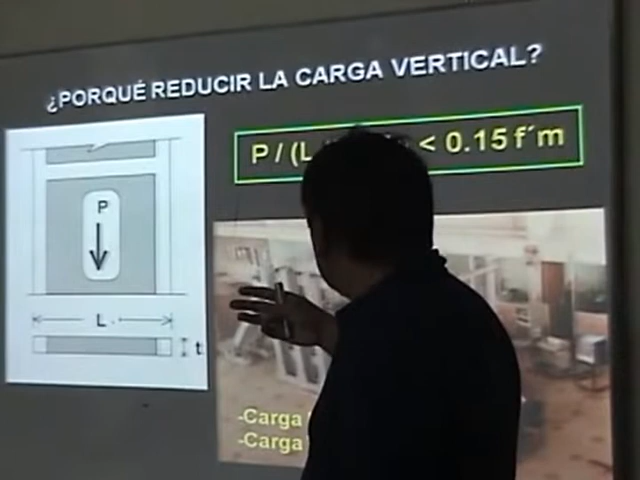 ¿PORQUÉ REDUCIR LA CARGA VERTICAL?
P / (L < 0.15 f´m
P
L
t
-Carga
-Carga